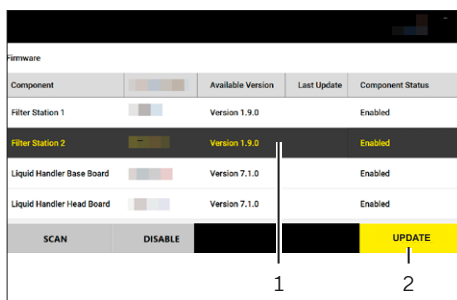 Firmware
Component Available Version Last Update Component Status
Filter Station 1 Version 1.9.0 Enabled
Filter Station 2 Version 1.9.0 Enabled
Liquid Handler Base Board Version 7.1.0 Enabled
Liquid Handler Head Board Version 7.1.0 Enabled
SCAN DISABLE UPDATE
1 2